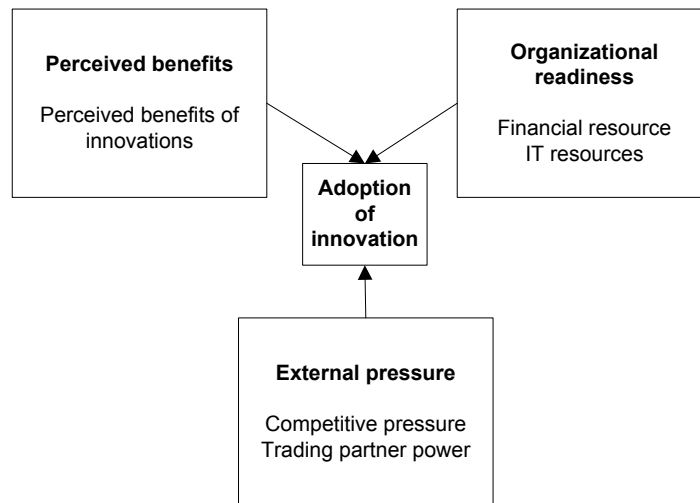 Perceived benefits
Perceived benefits of
innovations
Organizational
readiness
Financial resource
IT resources
Adoption
of
innovation
External pressure
Competitive pressure
Trading partner power